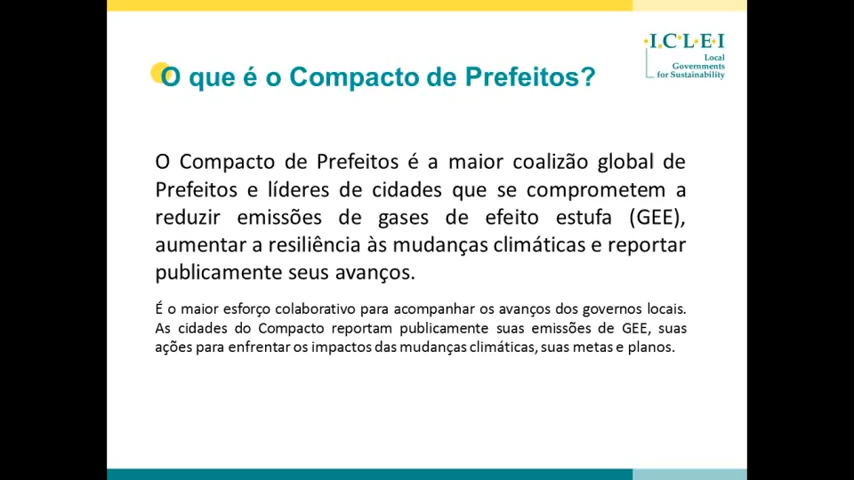 I.C.L.E.I
Local
Governments
for Sustainability
O que é o Compacto de Prefeitos?
O Compacto de Prefeitos é a maior coalizão global de
Prefeitos e líderes de cidades que se comprometem a
reduzir emissões de gases de efeito estufa (GEE),
aumentar a resiliência às mudanças climáticas e reportar
publicamente seus avanços.
É o maior esforço colaborativo para acompanhar os avanços dos governos locais.
As cidades do Compacto reportam publicamente suas emissões de GEE, suas
ações para enfrentar os impactos das mudanças climáticas, suas metas e planos.